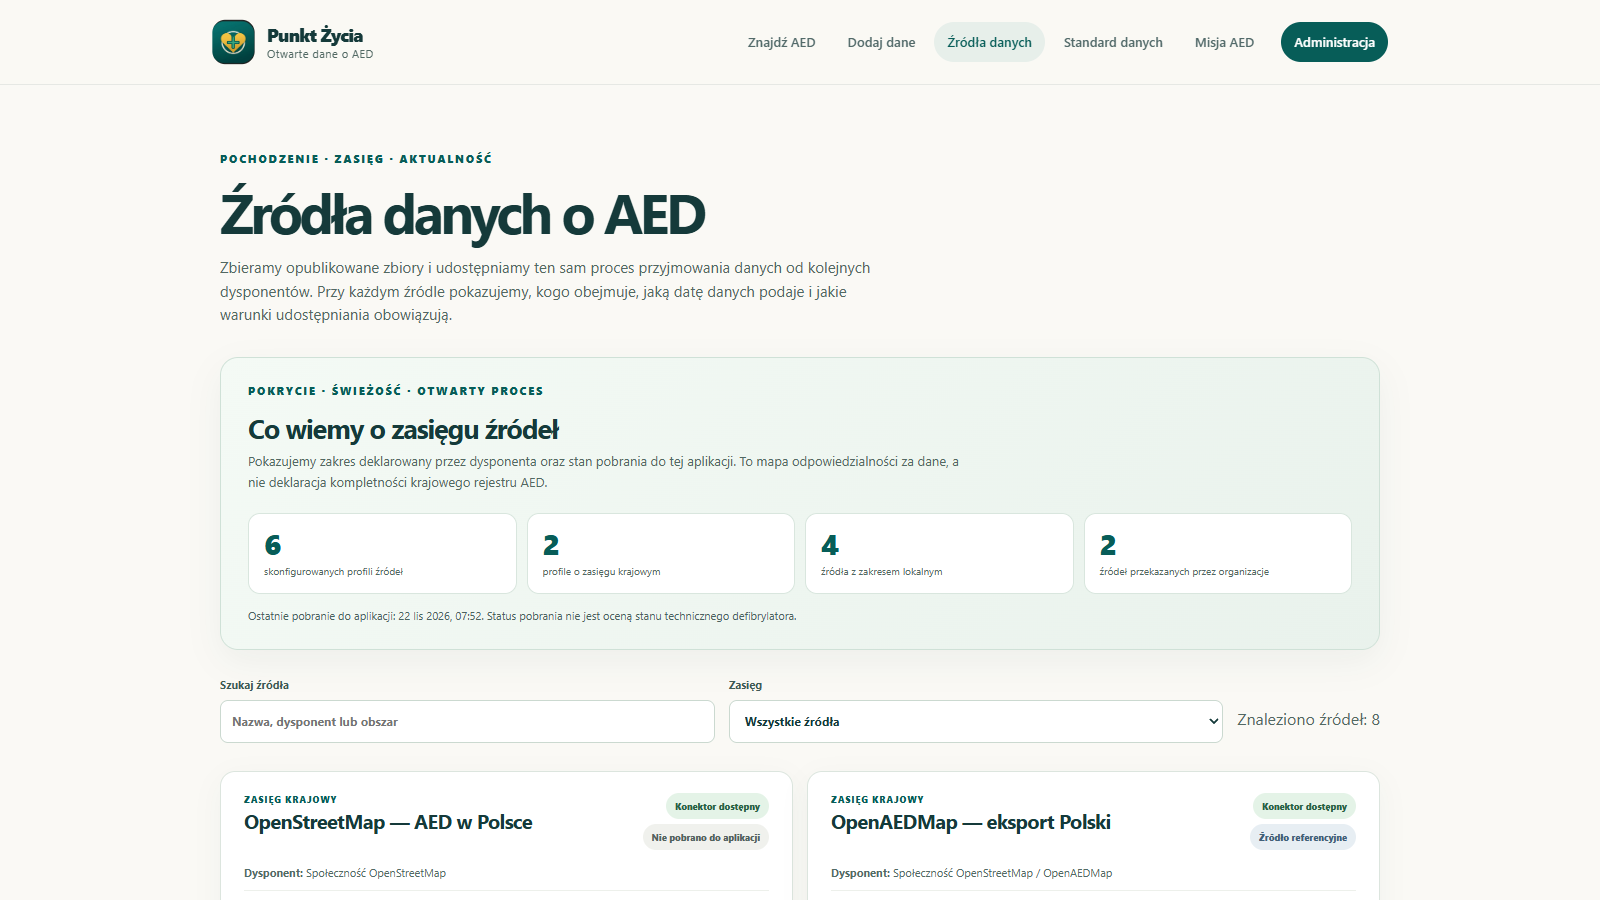 Punkt Życia
Otwarte dane o AED
Znajdź AED
Dodaj dane
Źródła danych
Standard danych
Misja AED
Administracja
POCHODZENIE · ZASIĘG · AKTUALNOŚĆ
Źródła danych o AED
Zbieramy opublikowane zbiory i udostępniamy ten sam proces przyjmowania danych od kolejnych
dysponentów. Przy każdym źródle pokazujemy, kogo obejmuje, jaką datę danych podaje i jakie
warunki udostępniania obowiązują.
POKRYCIE · ŚWIEŻOŚĆ · OTWARTY PROCES
Co wiemy o zasięgu źródeł
Pokazujemy zakres deklarowany przez dysponenta oraz stan pobrania do tej aplikacji. To mapa odpowiedzialności za dane, a
nie deklaracja kompletności krajowego rejestru AED.
6
skonfigurowanych profili źródeł
2
profile o zasięgu krajowym
4
źródła z zakresem lokalnym
2
źródeł przekazanych przez organizacje
Ostatnie pobranie do aplikacji: 22 lis 2026, 07:52. Status pobrania nie jest oceną stanu technicznego defibrylatora.
Szukaj źródła
Nazwa, dysponent lub obszar
Zasięg
Wszystkie źródła
Znaleziono źródeł: 8
ZASIĘG KRAJOWY
OpenStreetMap — AED w Polsce
Konektor dostępny
Nie pobrano do aplikacji
Dysponent: Społeczność OpenStreetMap
ZASIĘG KRAJOWY
OpenAEDMap — eksport Polski
Konektor dostępny
Źródło referencyjne
Dysponent: Społeczność OpenStreetMap / OpenAEDMap